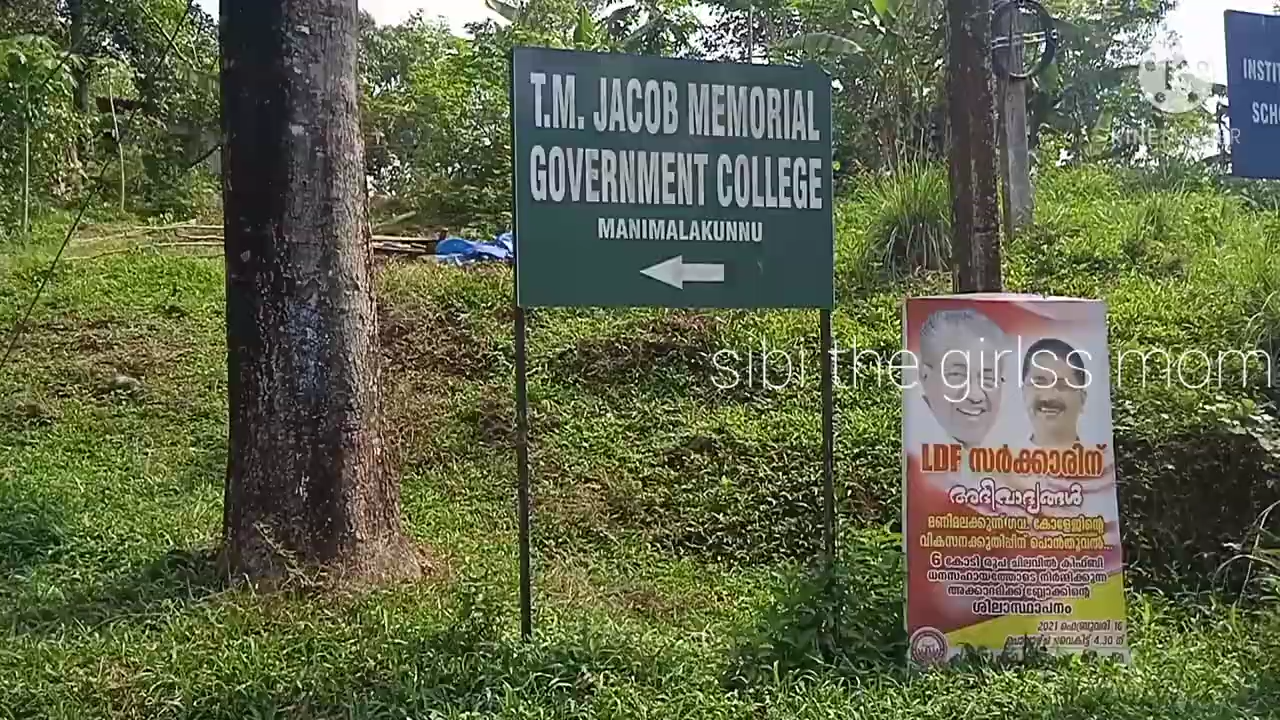 T.M. JACOB MEMORIAL
GOVERNMENT COLLEGE
MANIMALAKUNNU
INSTIT
SCHO
KINEMASTER
sibi the girlss mom
LDF സർക്കാരിന്
അഭിവാദ്യങ്ങൾ
മണിമലക്കുന്ന് ഗവ. കോളേജിന്റെ
വികസനക്കുതിപ്പിന് പൊൻതൂവൽ...
6 കോടി രൂപ ചിലവിൽ കിഫ്ബി
ധനസഹായത്തോടെ നിർമ്മിക്കുന്ന
അക്കാദമിക്ക് ബ്ലോക്കിന്റെ
ശിലാസ്ഥാപനം
2021 ഫെബ്രുവരി 16
വൈകിട്ട് 4.30 ന്